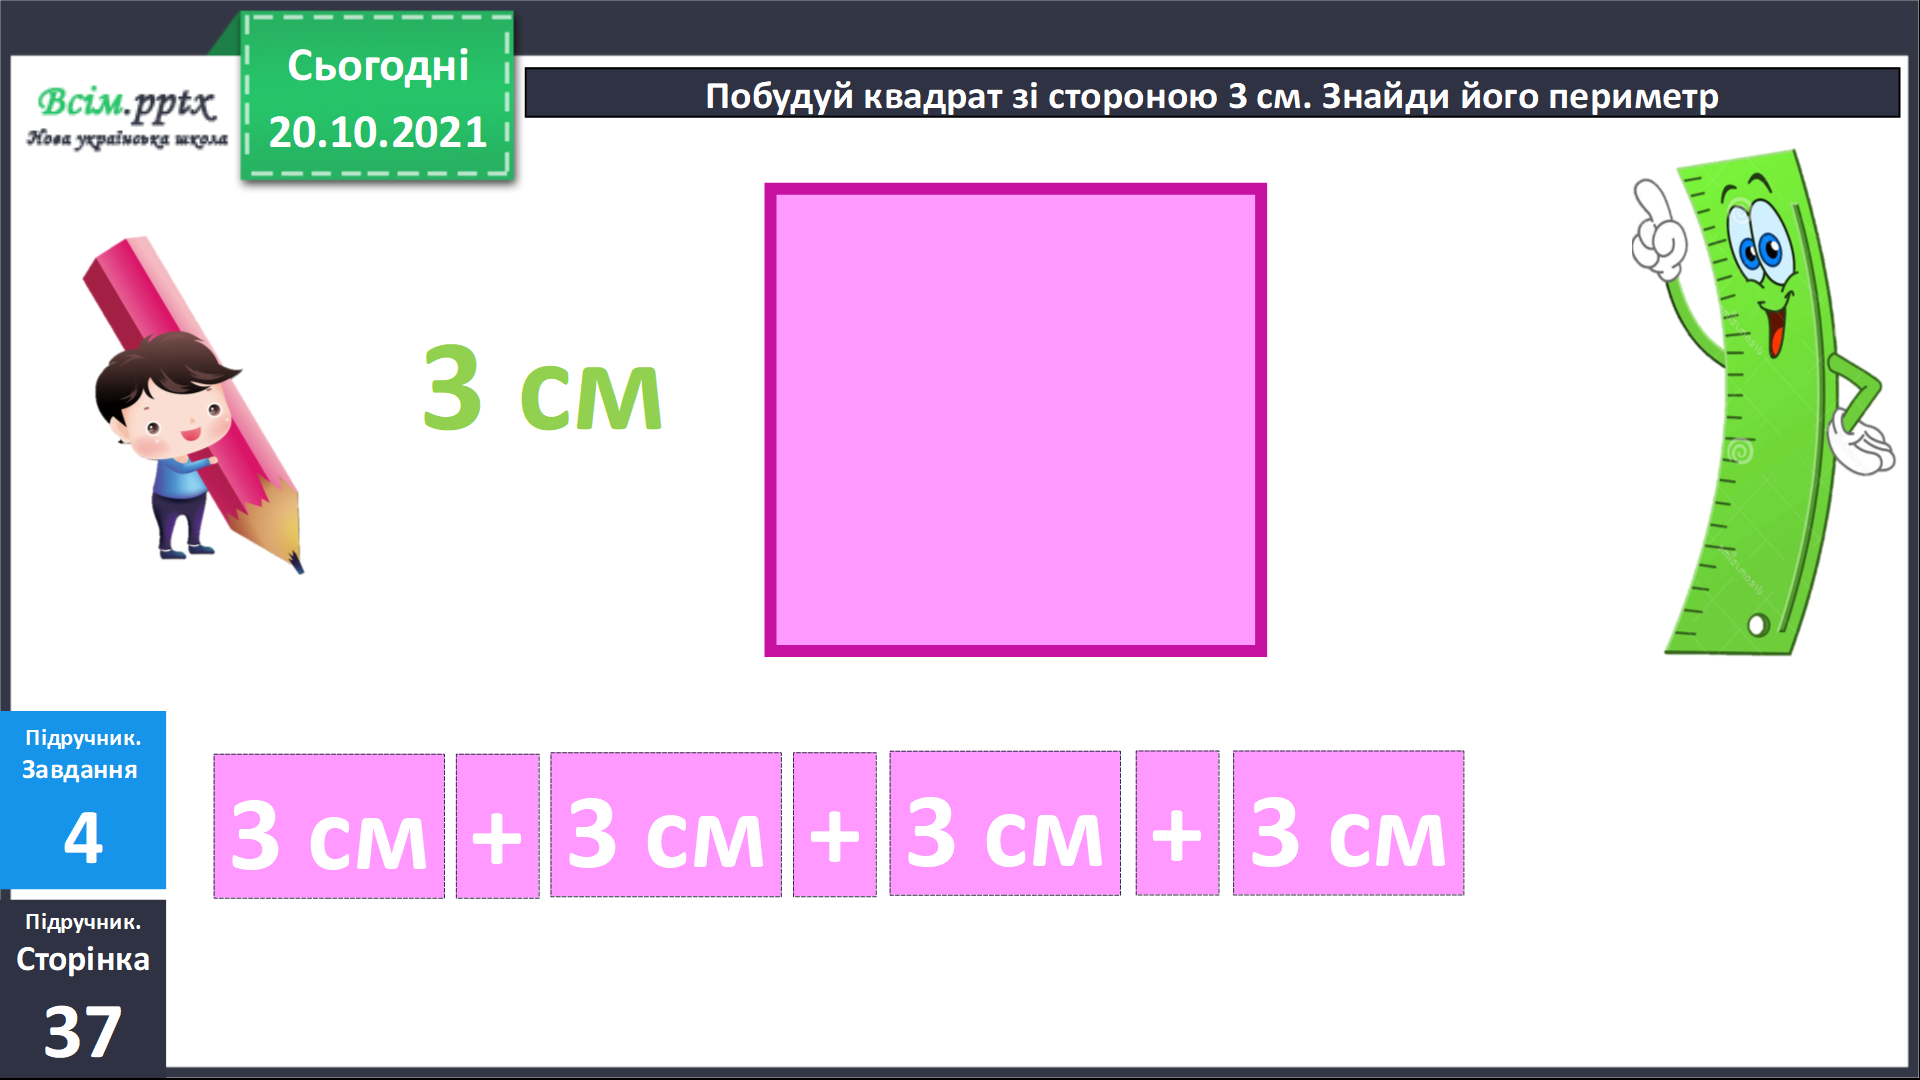 Всім.pptx
Нова українська школа
Сьогодні
20.10.2021
Побудуй квадрат зі стороною 3 см. Знайди його периметр
3 см
Підручник.
Завдання
4
3 см + 3 см + 3 см + 3 см
Підручник.
Сторінка
37